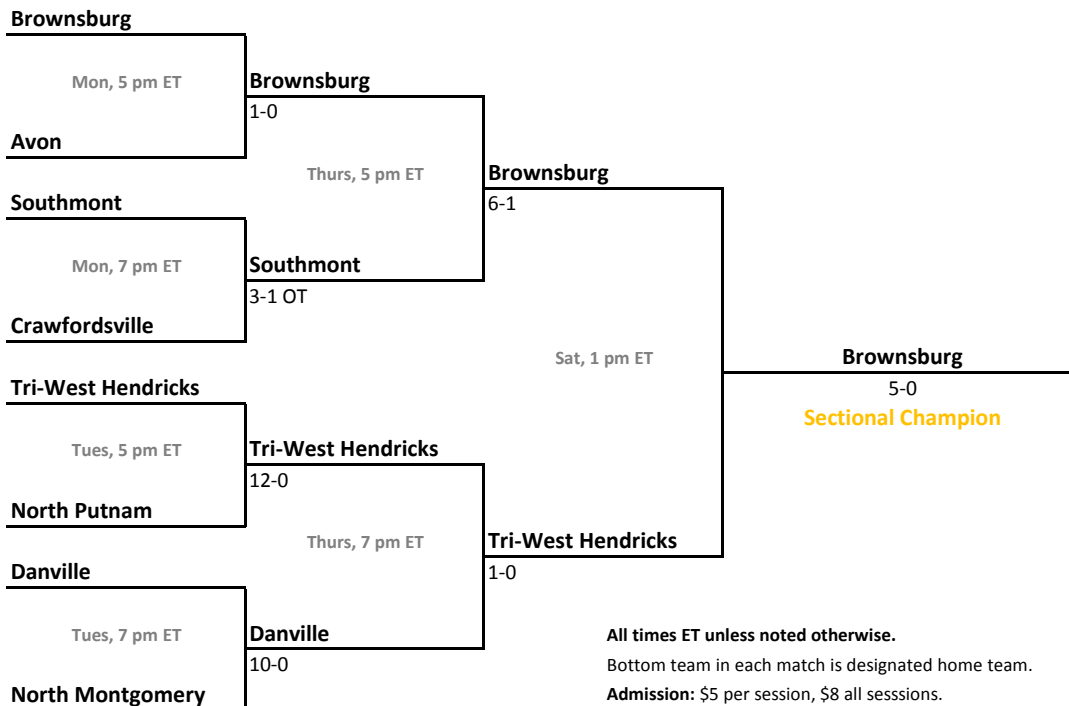 Brownsburg
Mon, 5 pm ET
Brownsburg
1-0
Avon
Thurs, 5 pm ET
Brownsburg
6-1
Southmont
Mon, 7 pm ET
Southmont
3-1 OT
Crawfordsville
Sat, 1 pm ET
Brownsburg
5-0
Sectional Champion
Tri-West Hendricks
Tues, 5 pm ET
Tri-West Hendricks
12-0
North Putnam
Thurs, 7 pm ET
Tri-West Hendricks
1-0
Danville
Tues, 7 pm ET
Danville
10-0
North Montgomery
All times ET unless noted otherwise.
Bottom team in each match is designated home team.
Admission: $5 per session, $8 all sesssions.